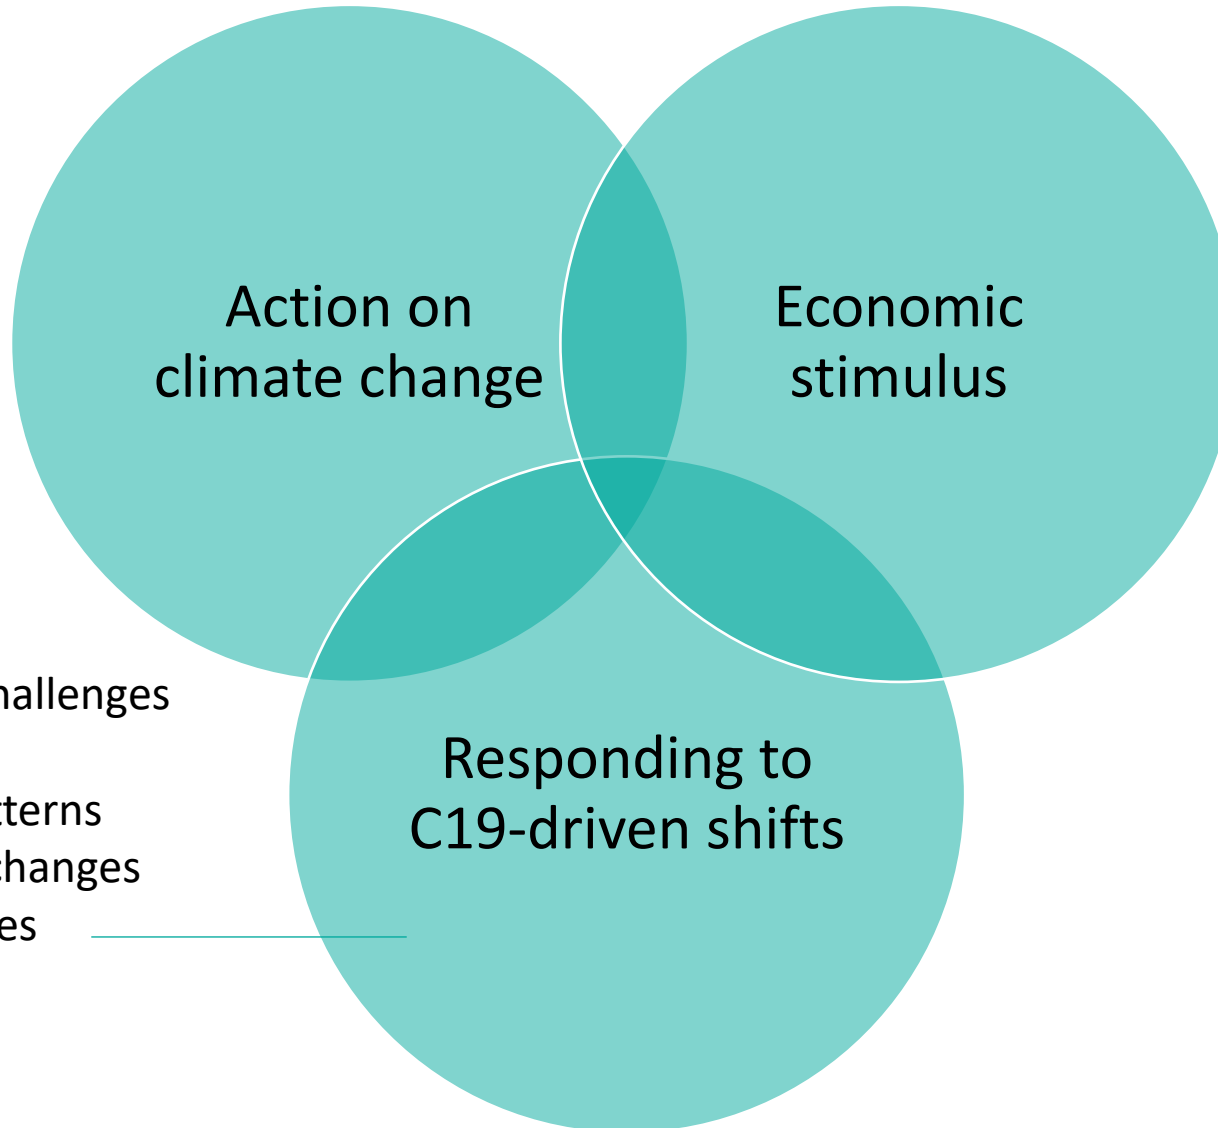 Action on
climate change
Economic
stimulus
Responding to
C19-driven shifts
hallenges
tterns
changes
es